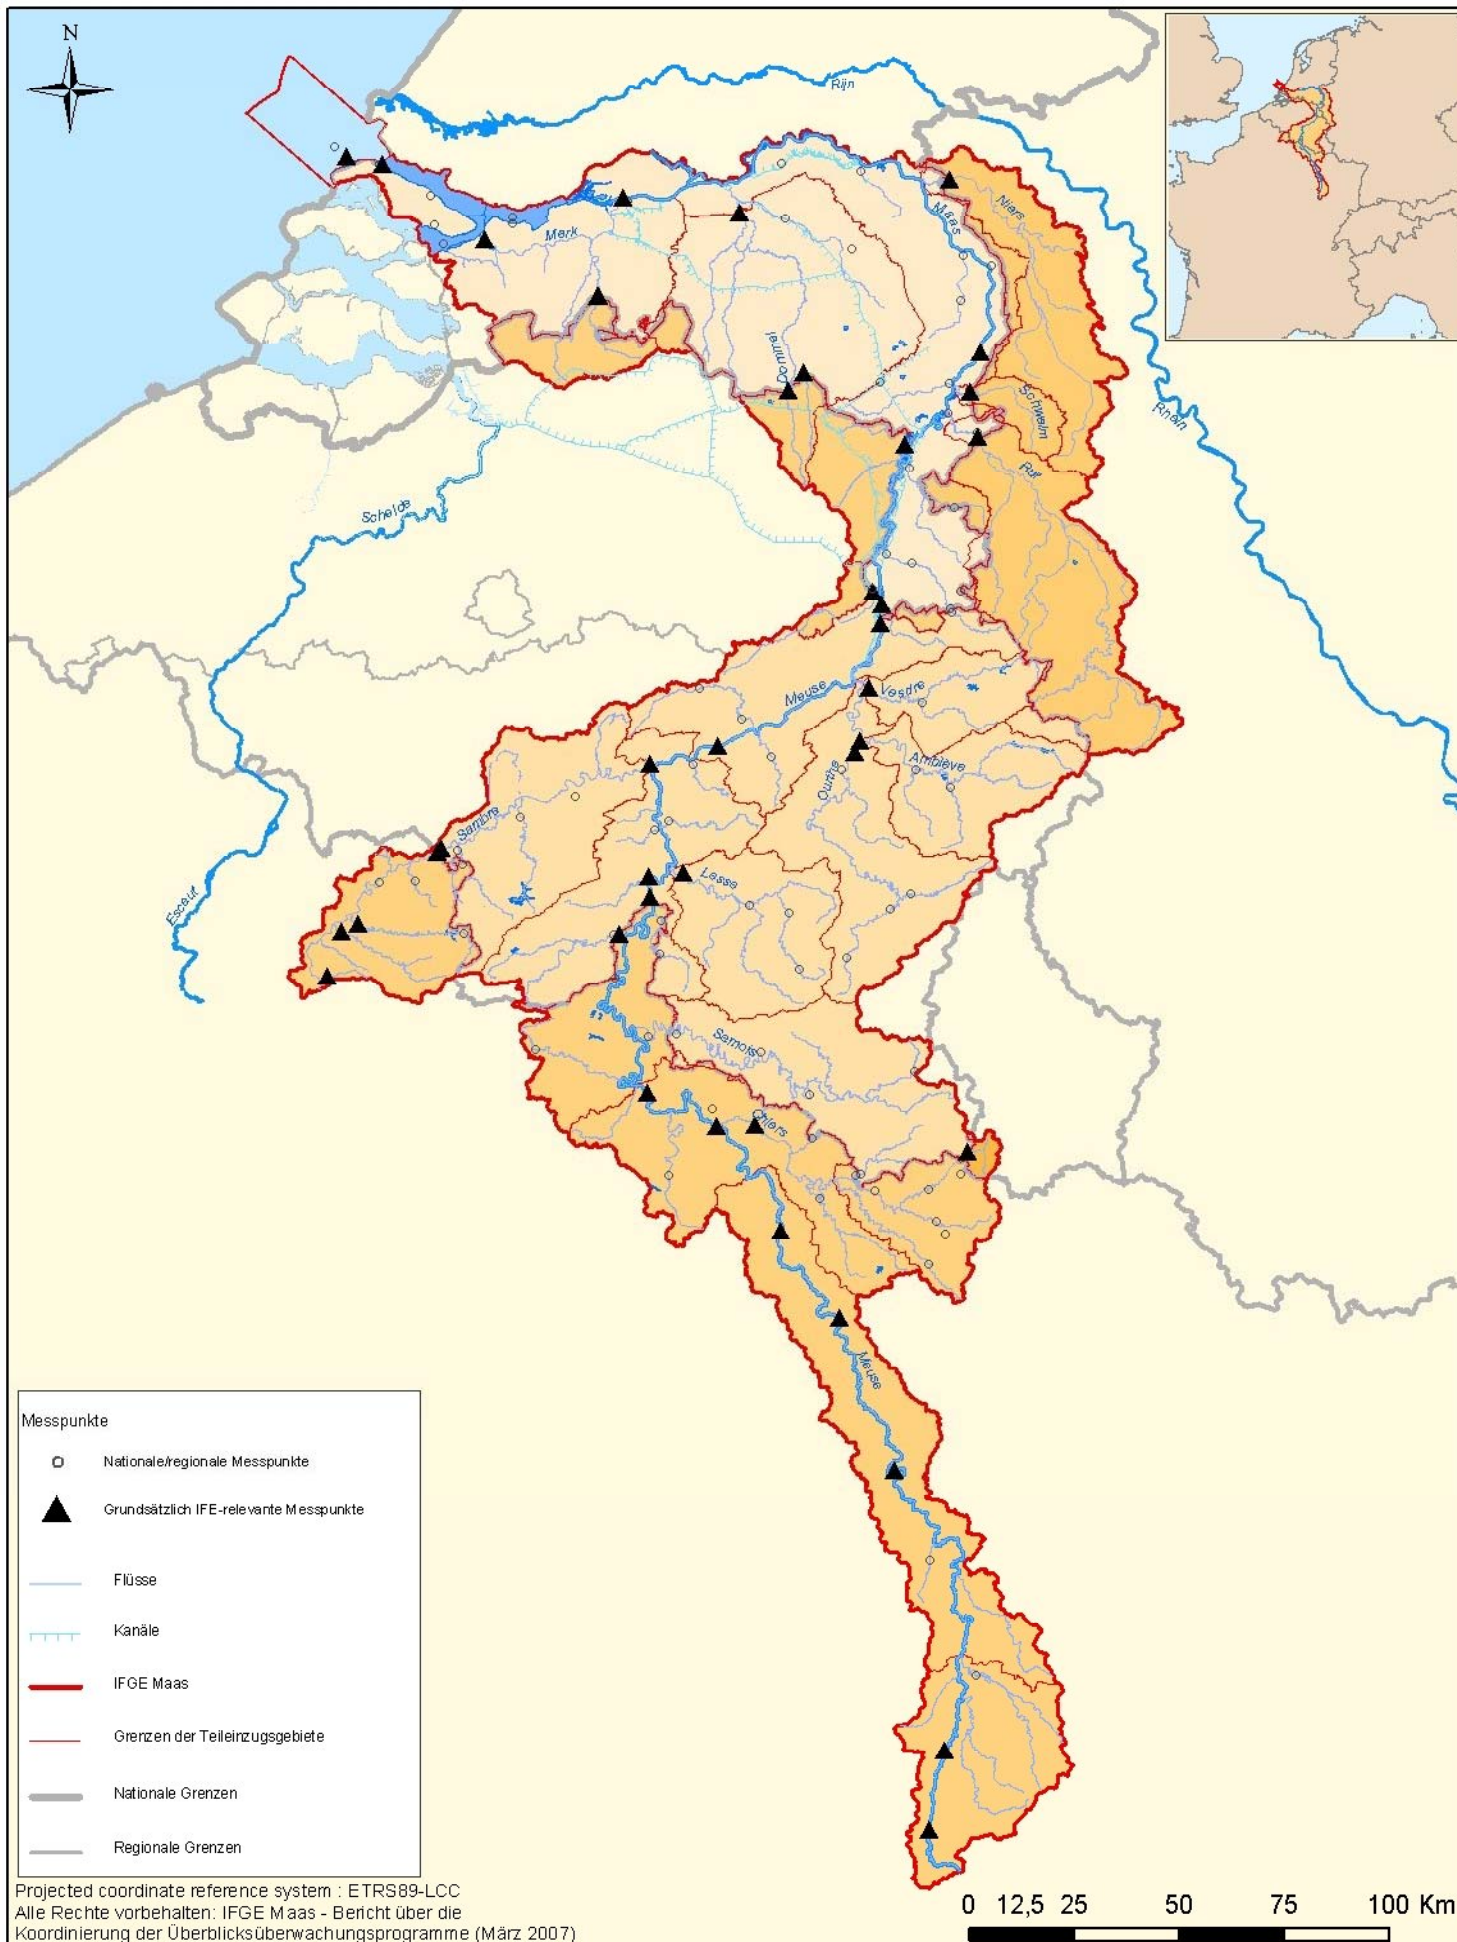 N
Rijn
Niers
Maas
Merk
Dommel
Schwalm
Rhein
Rur
Schelde
Meuse
Vesdre
Amblève
Ourthe
Sambre
Lesse
Escaut
Semois
Chiers
Meuse
Messpunkte
Nationale/regionale Messpunkte
Grundsätzlich IFE-relevante Messpunkte
Flüsse
Kanäle
IFGE Maas
Grenzen der Teileinzugsgebiete
Nationale Grenzen
Regionale Grenzen
Projected coordinate reference system : ETRS89-LCC
Alle Rechte vorbehalten: IFGE Maas - Bericht über die
Koordinierung der Überblicksüberwachungsprogramme (März 2007)
0 12,5 25 50 75 100 Km